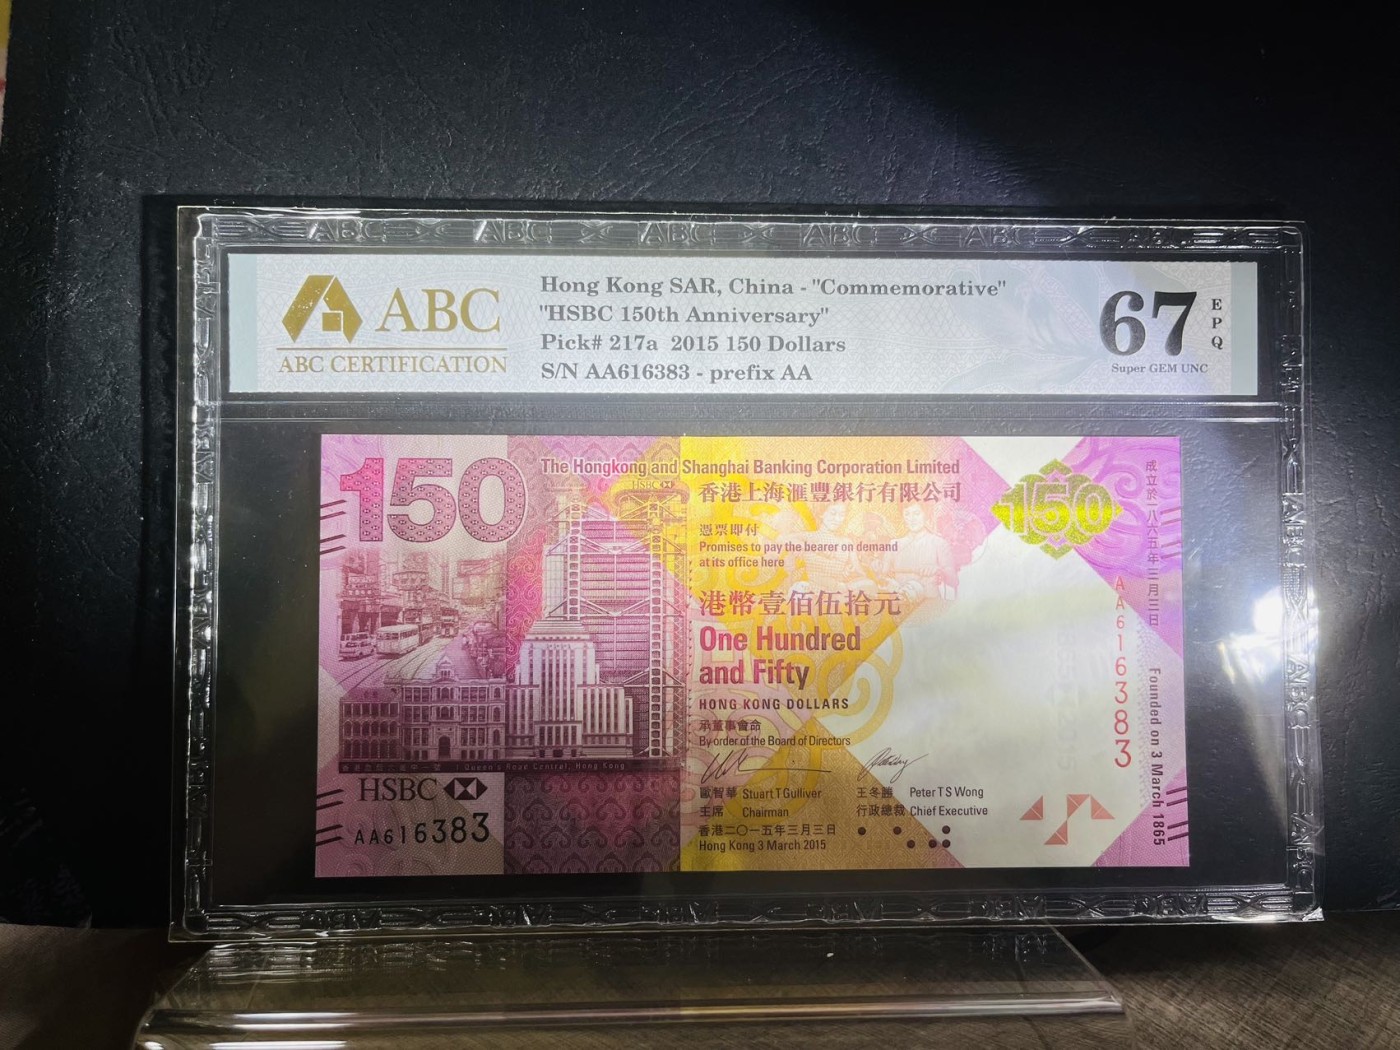 ABC
ABC CERTIFICATION
Hong Kong SAR, China - "Commemorative"
"HSBC 150th Anniversary"
Pick# 217a 2015 150 Dollars
S/N AA616383 - prefix AA
67
EPQ
Super GEM UNC
150
The Hongkong and Shanghai Banking Corporation Limited
香港上海滙豐銀行有限公司
HSBC
憑票即付
Promises to pay the bearer on demand
at its office here
港幣壹佰伍拾元
One Hundred
and Fifty
HONG KONG DOLLARS
承董事會命
By order of the Board of Directors
歐智華 Stuart T Gulliver
主席 Chairman
王冬勝 Peter T S Wong
行政總裁 Chief Executive
香港二〇一五年三月三日
Hong Kong 3 March 2015
Queen's Road Central, Hong Kong
HSBC
AA616383
150
成立於一八六五年三月三日
Founded on 3 March 1865
AA616383